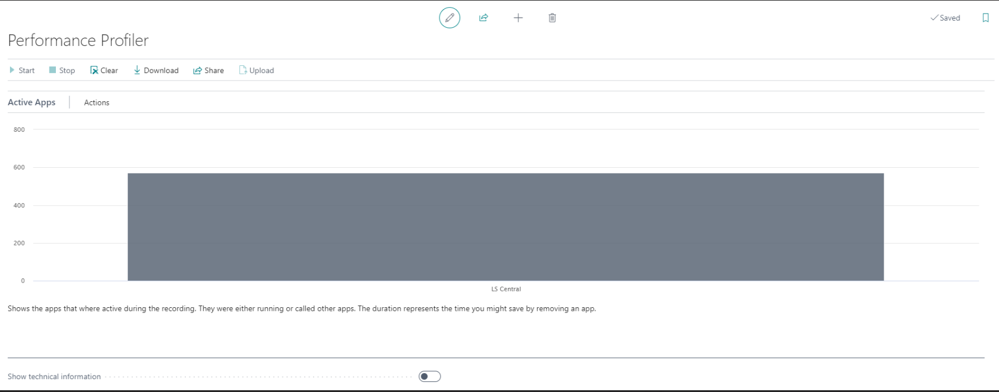 Saved
Performance Profiler
Start Stop Clear Download Share Upload
Active Apps Actions
800
600
400
200
0
LS Central
Shows the apps that where active during the recording. They were either running or called other apps. The duration represents the time you might save by removing an app.
Show technical information